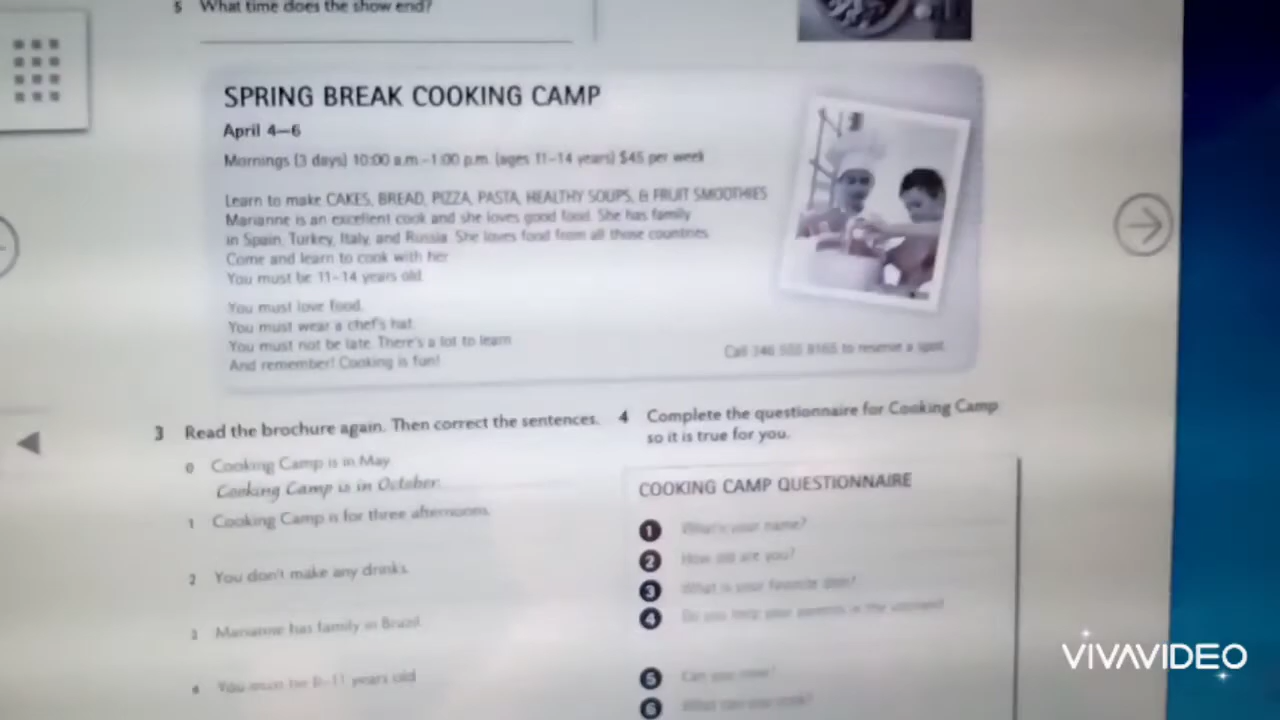 5 What time does the show end?
SPRING BREAK COOKING CAMP
April 4–6
Mornings (3 days) 10:00 a.m.–1:00 p.m. (ages 11–14 years) $45 per week
Learn to make CAKES, BREAD, PIZZA, PASTA, HEALTHY SOUPS, & FRUIT SMOOTHIES
Marianne is an excellent cook and she loves good food. She has family
in Spain, Turkey, Italy, and Russia. She loves food from all those countries.
Come and learn to cook with her.
You must be 11–14 years old.
You must love food.
You must wear a chef's hat.
You must not be late. There's a lot to learn.
And remember! Cooking is fun!
Call 346 555 8165 to reserve a spot.
3 Read the brochure again. Then correct the sentences.
0 Cooking Camp is in May.
Cooking Camp is in October.
1 Cooking Camp is for three afternoons.
2 You don't make any drinks.
3 Marianne has family in Brazil.
4 You must be 8–11 years old.
4 Complete the questionnaire for Cooking Camp
so it is true for you.
COOKING CAMP QUESTIONNAIRE
1 What's your name?
2 How old are you?
3 What is your favorite dish?
4 Do you help your parents in the kitchen?
5 Can you cook?
6 What can you cook?
VIVAVIDEO